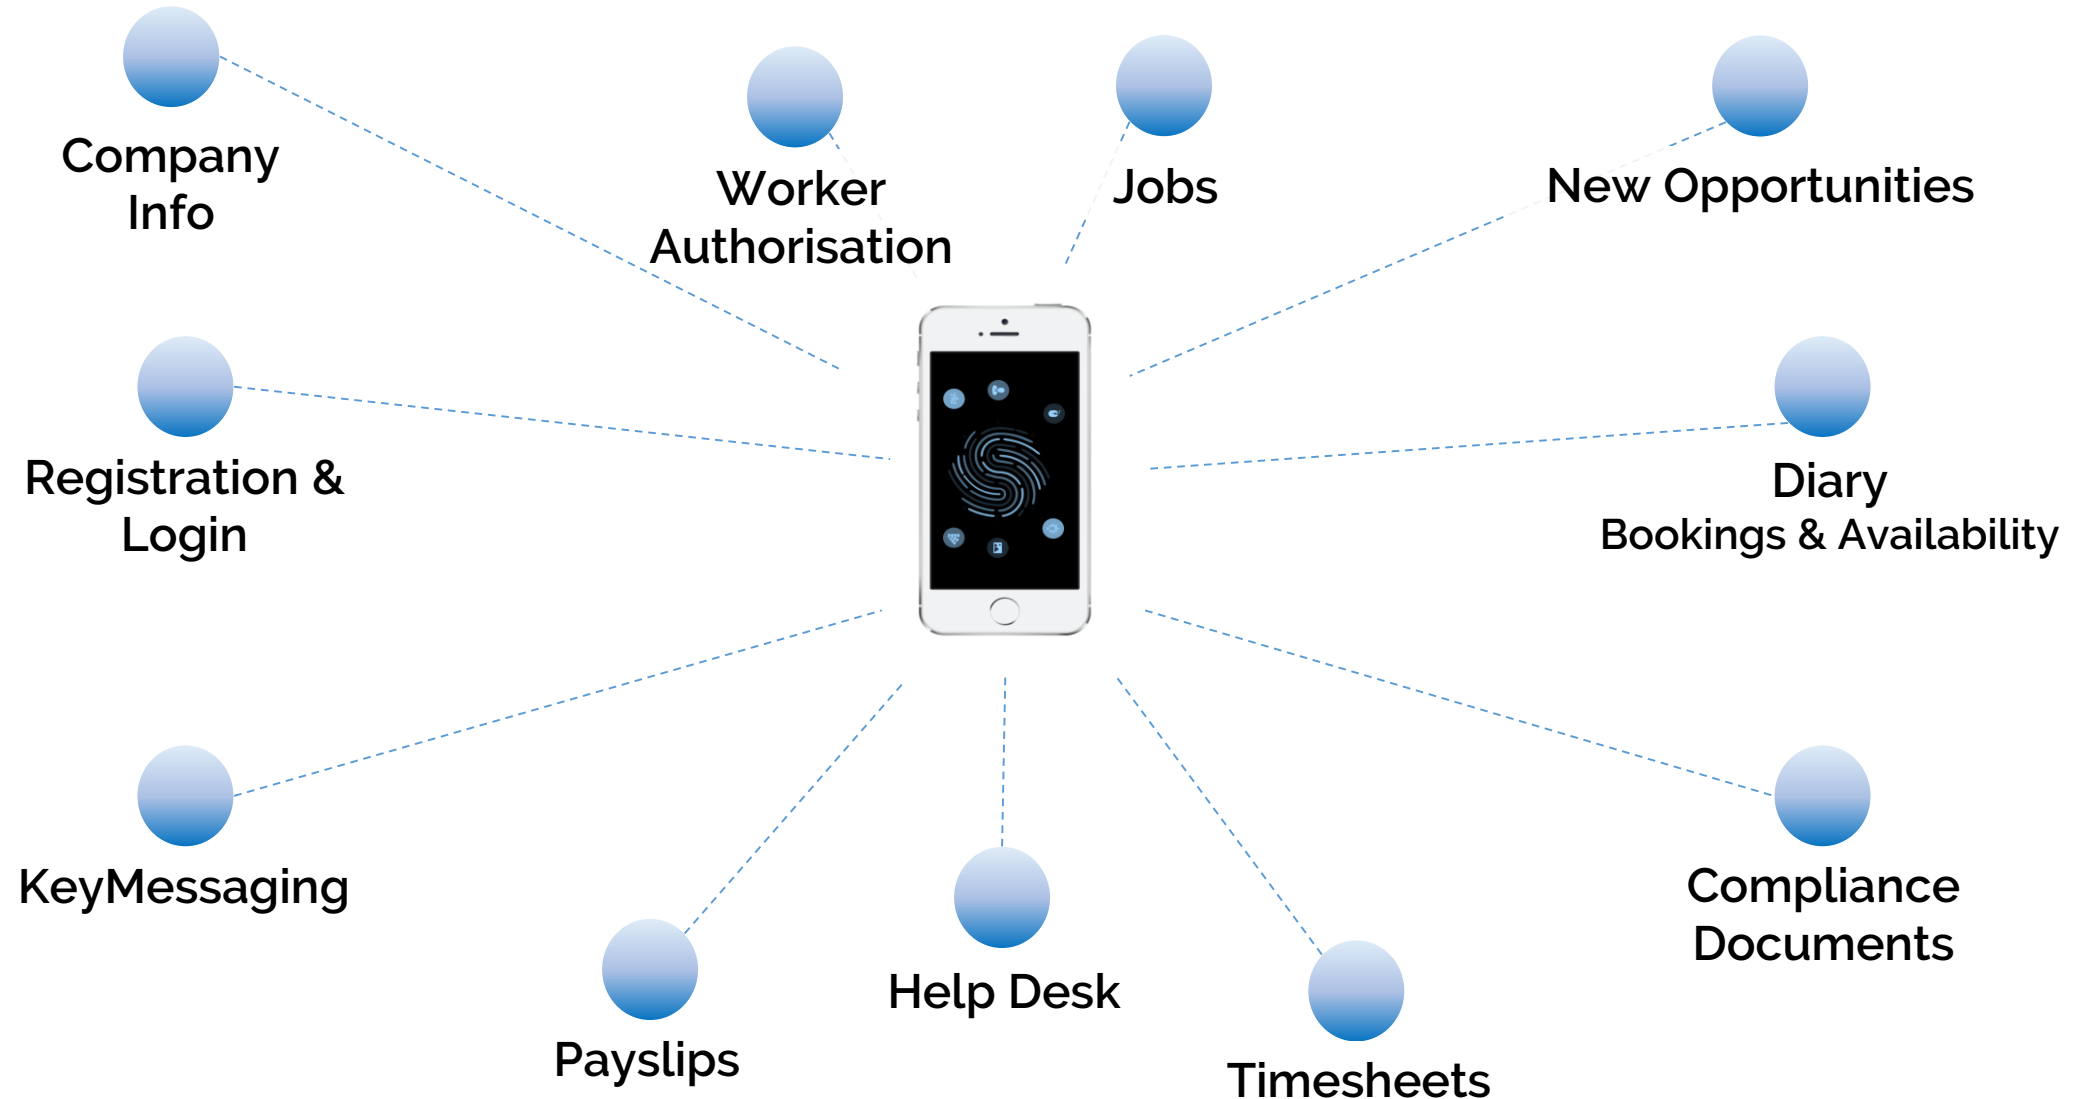 Company
Info
Worker
Authorisation
Jobs
New Opportunities
Registration &
Login
Diary
Bookings & Availability
KeyMessaging
Payslips
Help Desk
Timesheets
Compliance
Documents